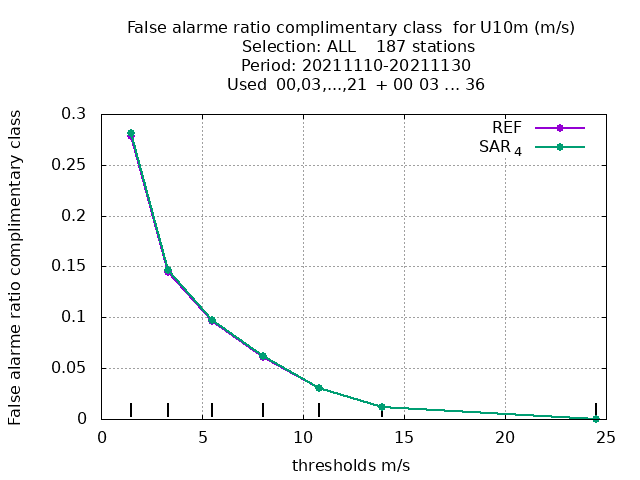 False alarme ratio complimentary class  for U10m (m/s)
Selection: ALL    187 stations
Period: 20211110-20211130
Used  00,03,...,21  + 00 03 ... 36
False alarme ratio complimentary class
0.3
0.25
0.2
0.15
0.1
0.05
0
REF
SAR 4
0 5 10 15 20 25
thresholds m/s